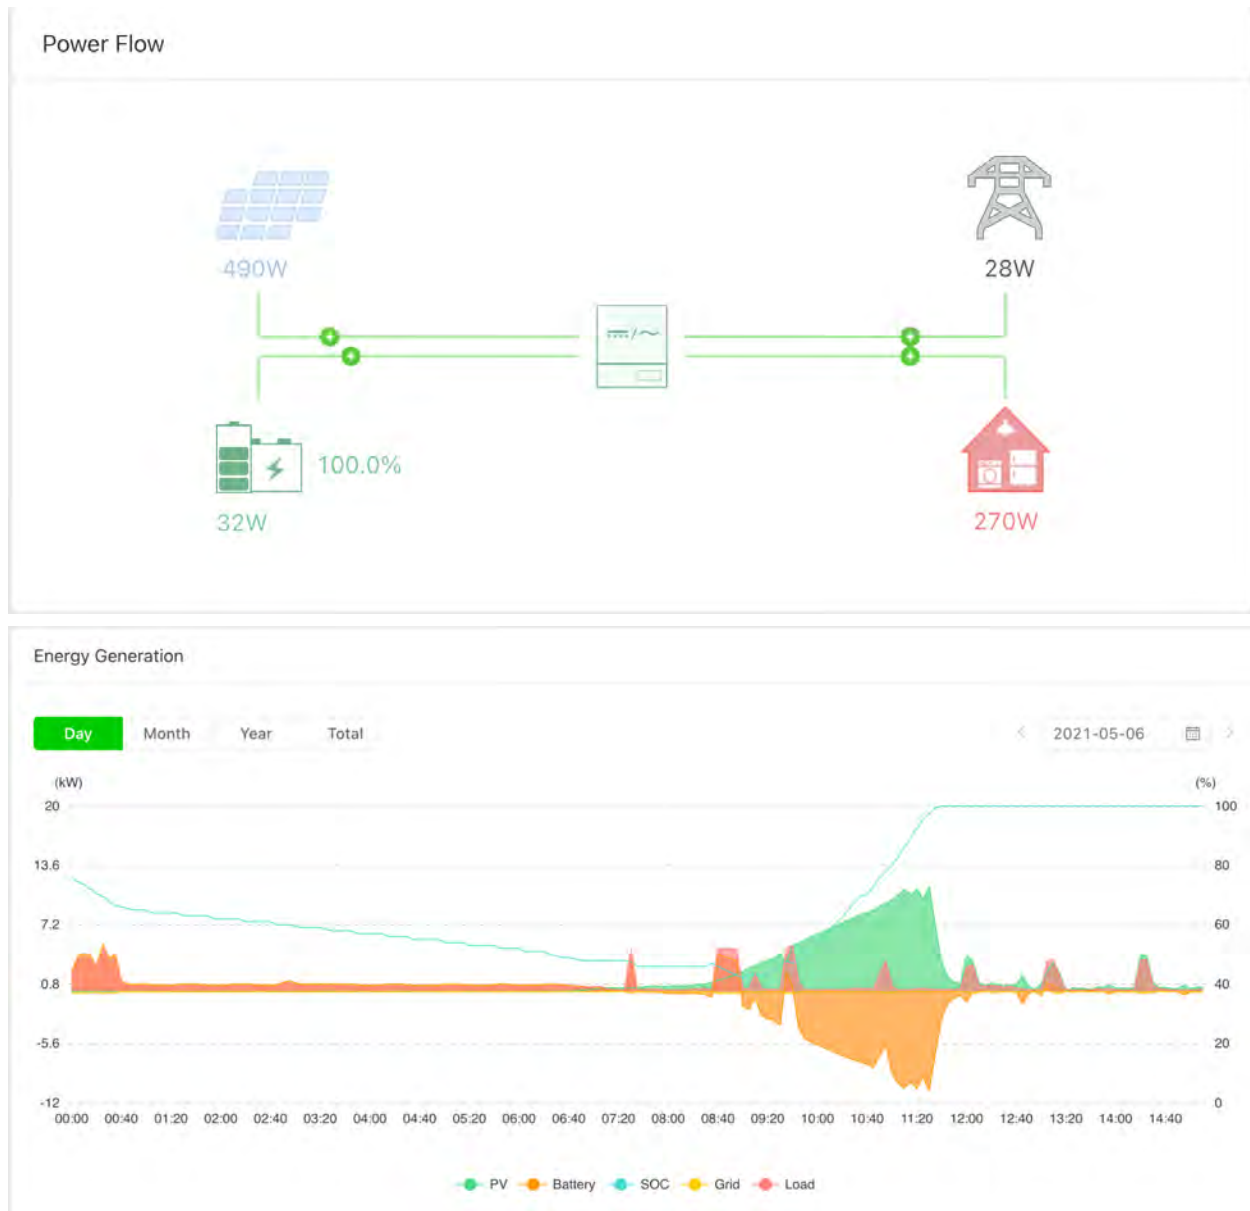 Power Flow
490W
28W
100.0%
32W
270W
Energy Generation
Day Month Year Total 2021-05-06
(kW) (%)
20 100
13.6 80
7.2 60
0.8 40
-5.6 20
-12 0
00:00 00:40 01:20 02:00 02:40 03:20 04:00 04:40 05:20 06:00 06:40 07:20 08:00 08:40 09:20 10:00 10:40 11:20 12:00 12:40 13:20 14:00 14:40
PV Battery SOC Grid Load